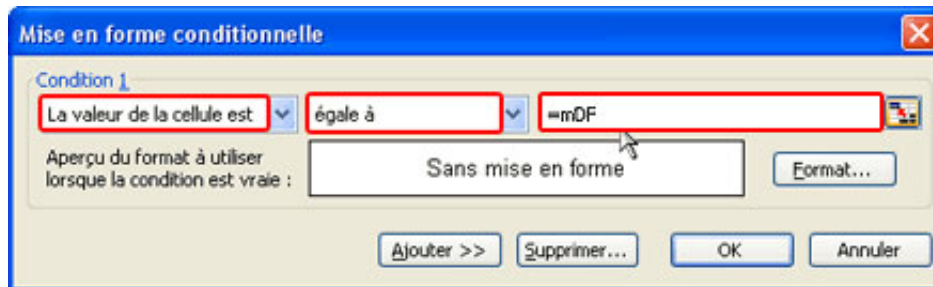 Mise en forme conditionnelle
Condition 1
La valeur de la cellule est égale à =mDF
Aperçu du format à utiliser
lorsque la condition est vraie :
Sans mise en forme
Format...
Ajouter >> Supprimer... OK Annuler